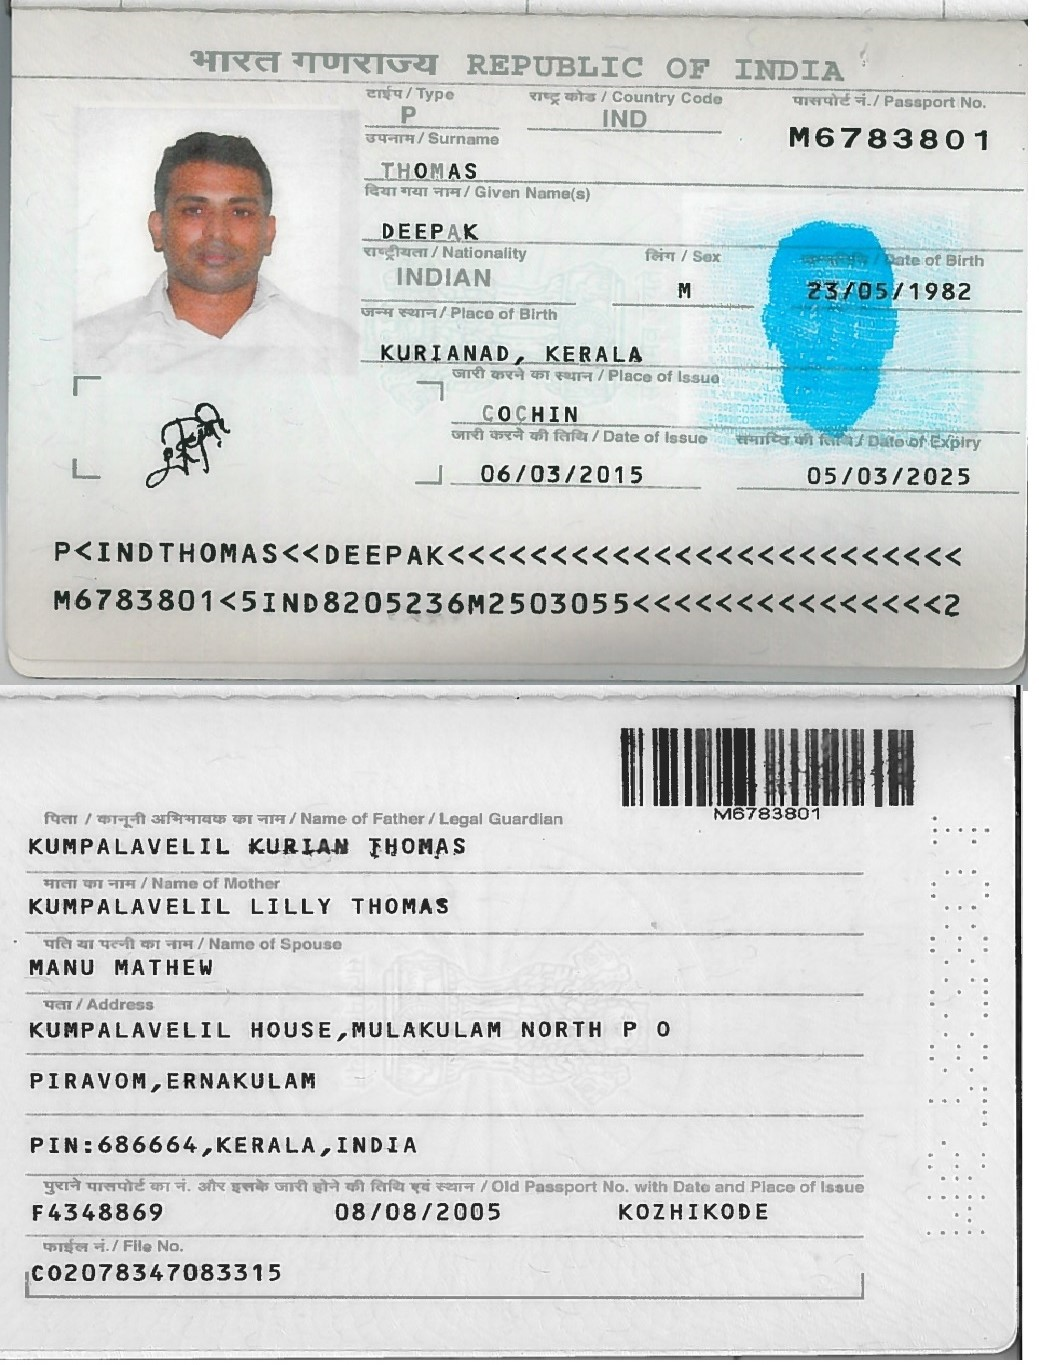 भारत गणराज्य REPUBLIC OF INDIA
टाईप / Type
राष्ट्र कोड / Country Code
पासपोर्ट नं. / Passport No.
P
IND
M6783801
उपनाम / Surname
THOMAS
दिया गया नाम / Given Name(s)
DEEPAK
राष्ट्रीयता / Nationality
लिंग / Sex
Date of Birth
INDIAN
M
23/05/1982
जन्म स्थान / Place of Birth
KURIANAD, KERALA
जारी करने का स्थान / Place of Issue
COCHIN
जारी करने की तिथि / Date of Issue
समाप्ति की तिथि / Date of Expiry
06/03/2015
05/03/2025
P<INDTHOMAS<<DEEPAK<<<<<<<<<<<<<<<<<<<<<<<<<
M6783801<5IND8205236M2503055<<<<<<<<<<<<<<<2
M6783801
पिता / कानूनी अभिभावक का नाम / Name of Father / Legal Guardian
KUMPALAVELIL KURIAN THOMAS
माता का नाम / Name of Mother
KUMPALAVELIL LILLY THOMAS
पति या पत्नी का नाम / Name of Spouse
MANU MATHEW
पता / Address
KUMPALAVELIL HOUSE,MULAKULAM NORTH P O
PIRAVOM,ERNAKULAM
PIN:686664,KERALA,INDIA
पुराने पासपोर्ट का नं. और इसके जारी होने की तिथि एवं स्थान / Old Passport No. with Date and Place of Issue
F4348869
08/08/2005
KOZHIKODE
फाईल नं. / File No.
CO2078347083315